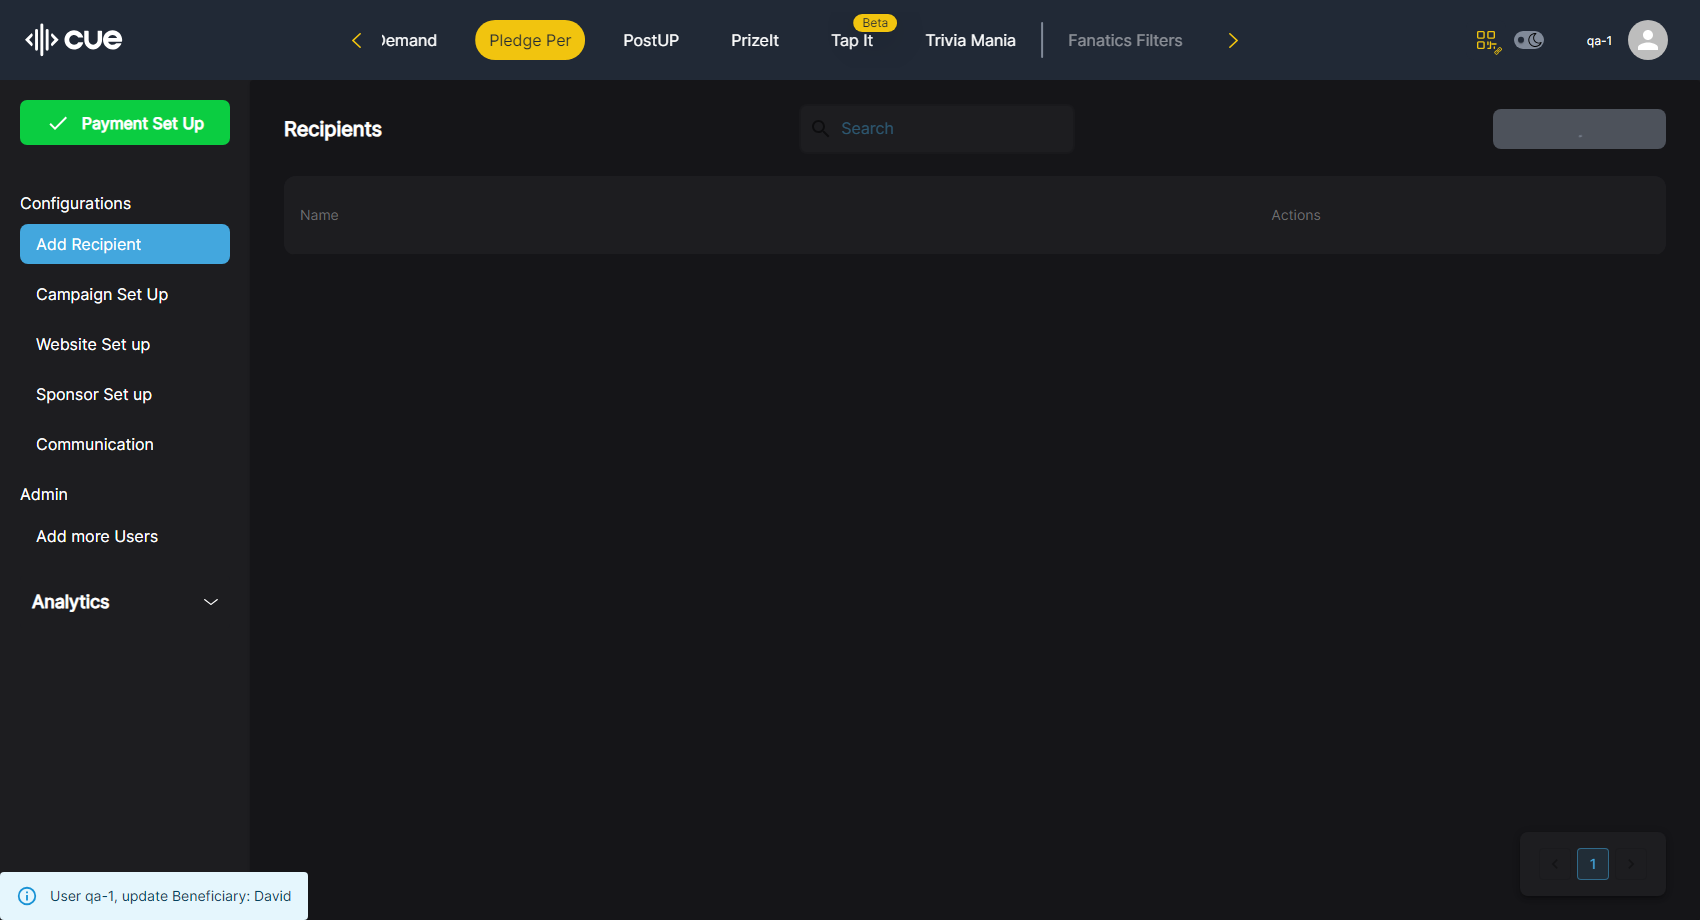 cue
Demand
Pledge Per
PostUP
PrizeIt
Beta
Tap It
Trivia Mania
Fanatics Filters
qa-1
Payment Set Up
Configurations
Add Recipient
Campaign Set Up
Website Set up
Sponsor Set up
Communication
Admin
Add more Users
Analytics
Recipients
Search
Name
Actions
1
User qa-1, update Beneficiary: David